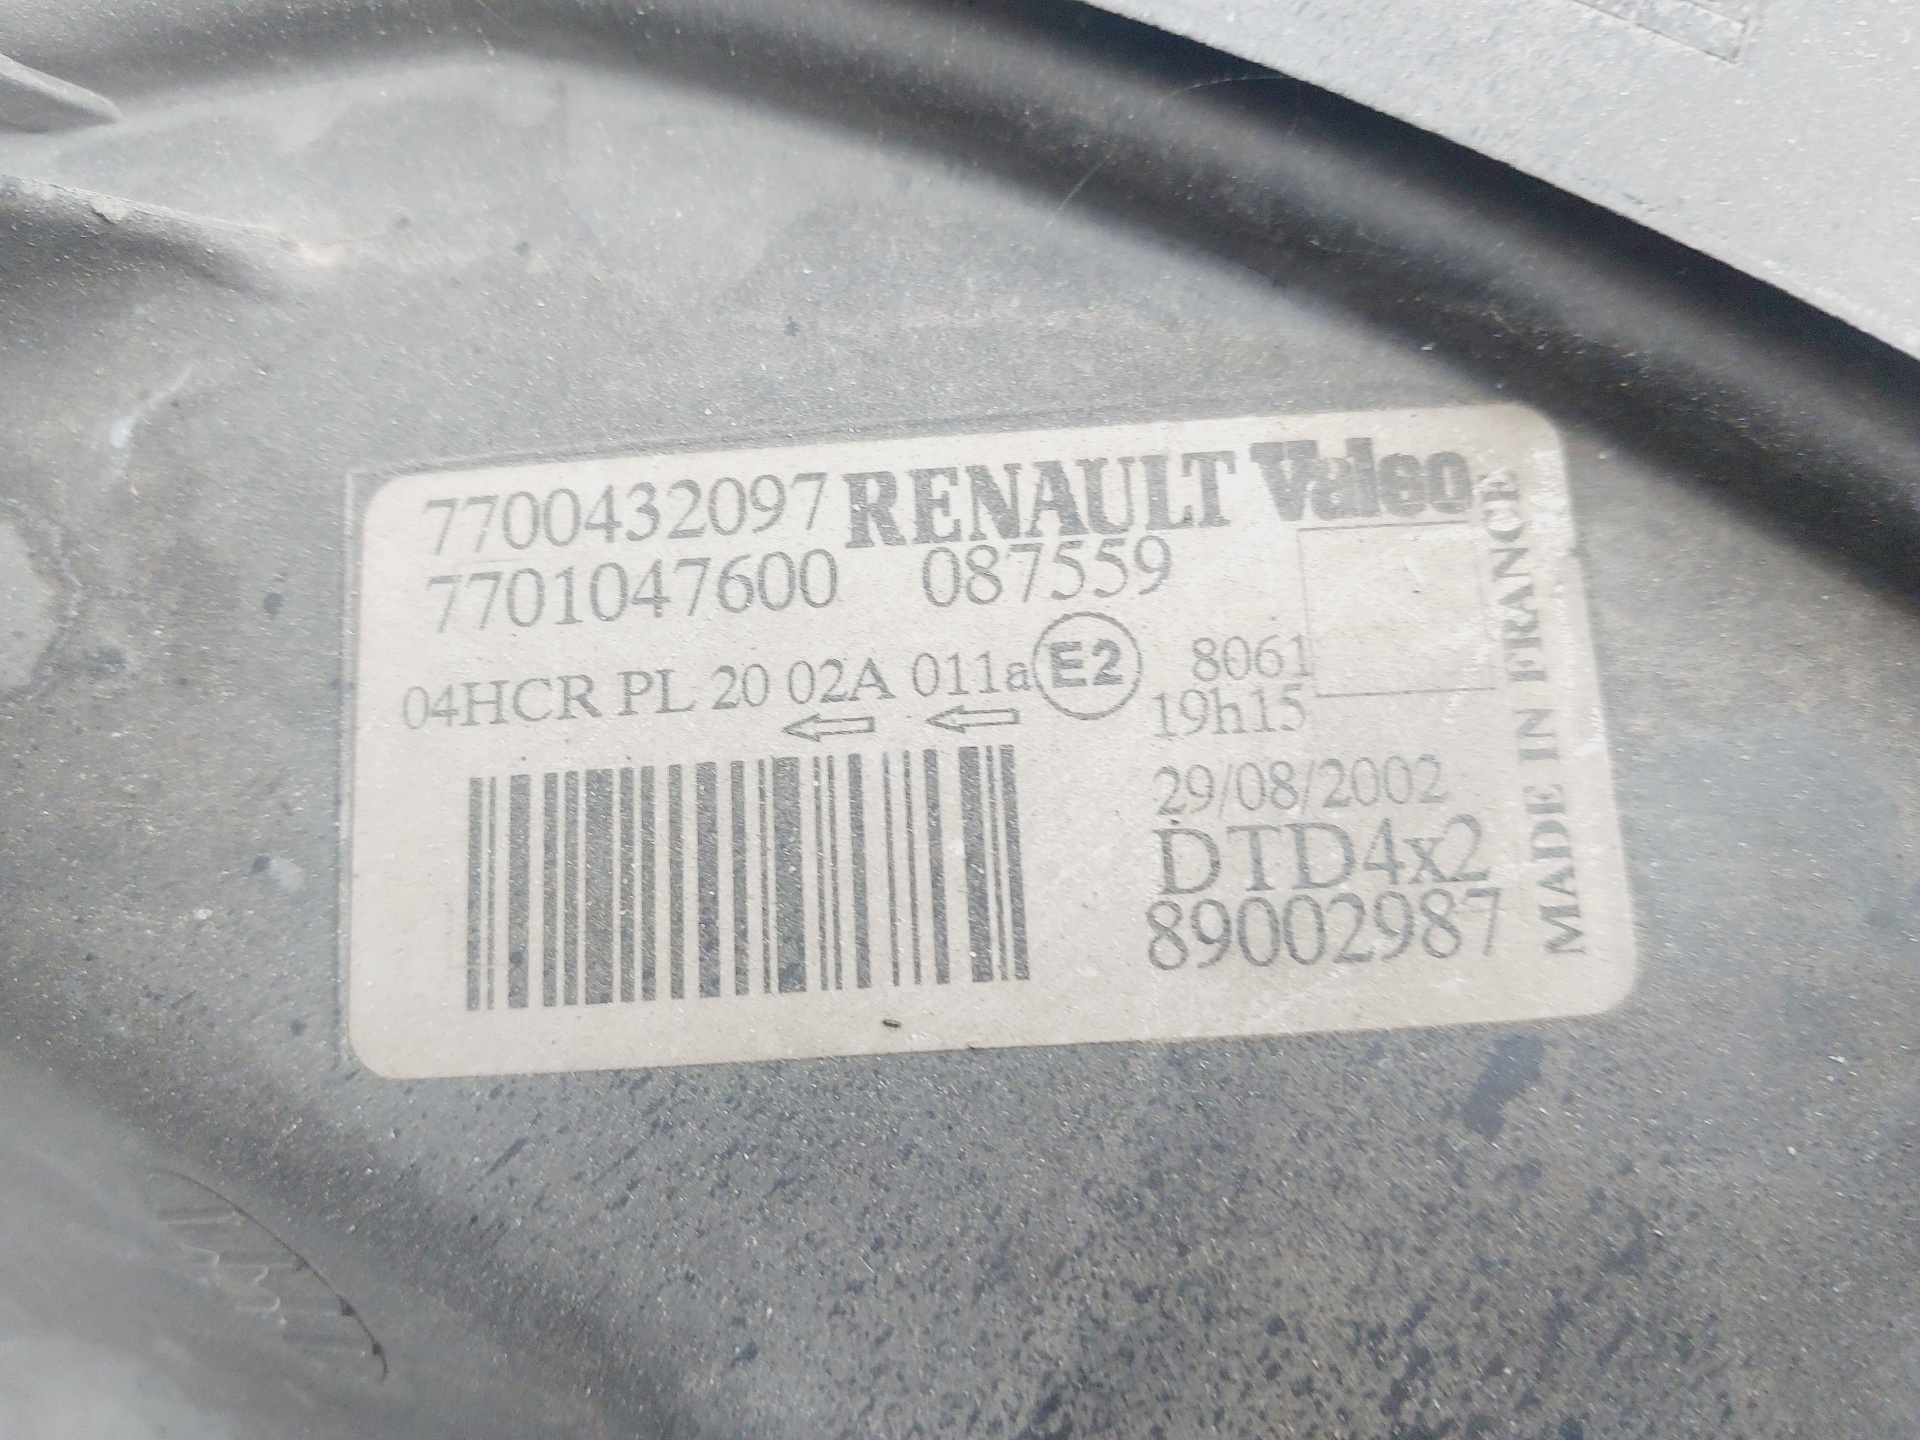 7700432097 RENAULT Valeo
7701047600 087559
04HCR PL 20 02A 011a E2 8061
19h15
29/08/2002
DTD4x2
89002987
MADE IN FRANCE